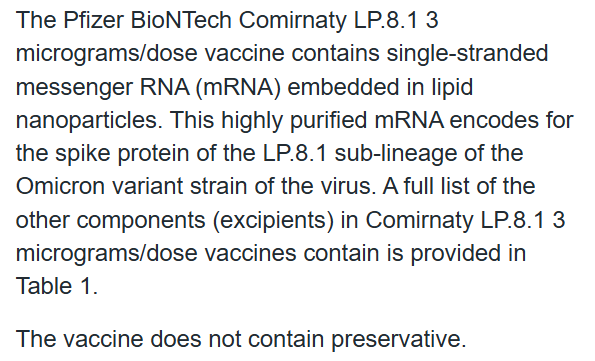 The Pfizer BioNTech Comirnaty LP.8.1 3
micrograms/dose vaccine contains single-stranded
messenger RNA (mRNA) embedded in lipid
nanoparticles. This highly purified mRNA encodes for
the spike protein of the LP.8.1 sub-lineage of the
Omicron variant strain of the virus. A full list of the
other components (excipients) in Comirnaty LP.8.1 3
micrograms/dose vaccines contain is provided in
Table 1.
The vaccine does not contain preservative.